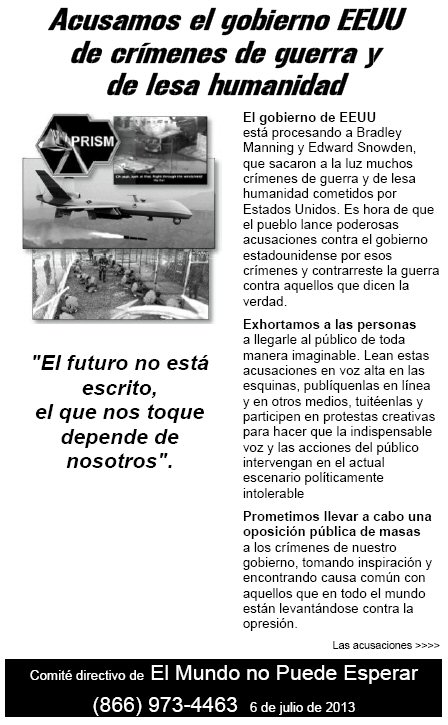 Acusamos el gobierno EEUU
de crímenes de guerra y
de lesa humanidad
PRISM
"El futuro no está
escrito,
el que nos toque
depende de
nosotros".
El gobierno de EEUU
está procesando a Bradley
Manning y Edward Snowden,
que sacaron a la luz muchos
crímenes de guerra y de lesa
humanidad cometidos por
Estados Unidos. Es hora de que
el pueblo lance poderosas
acusaciones contra el gobierno
estadounidense por esos
crímenes y contrarreste la guerra
contra aquellos que dicen la
verdad.
Exhortamos a las personas
a llegarle al público de toda
manera imaginable. Lean estas
acusaciones en voz alta en las
esquinas, publíquenlas en línea
y en otros medios, tuitéenlas y
participen en protestas creativas
para hacer que la indispensable
voz y las acciones del público
intervengan en el actual
escenario políticamente
intolerable
Prometimos llevar a cabo una
oposición pública de masas
a los crímenes de nuestro
gobierno, tomando inspiración y
encontrando causa común con
aquellos que en todo el mundo
están levantándose contra la
opresión.
Las acusaciones >>>>
Comité directivo de El Mundo no Puede Esperar
(866) 973-4463 6 de julio de 2013